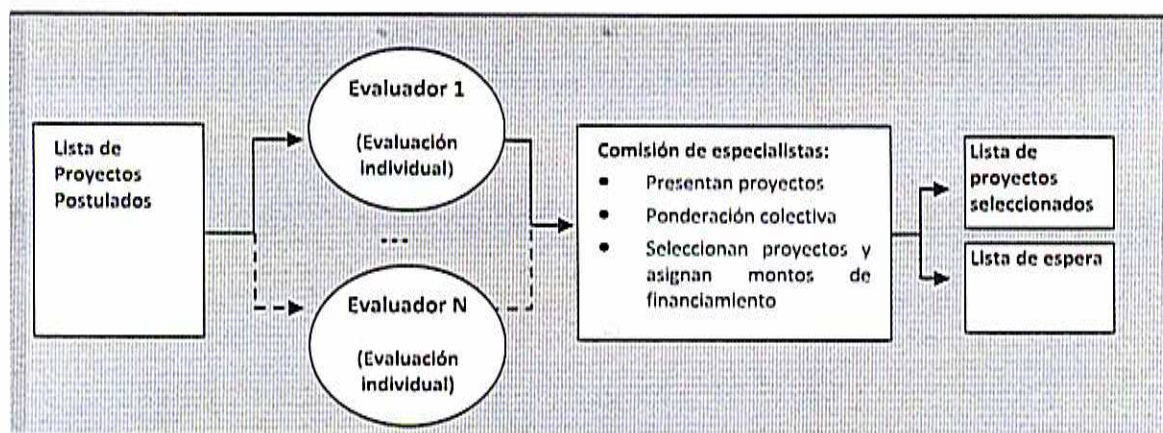 Lista de
Proyectos
Postulados
Evaluador 1
(Evaluación
individual)
...
Evaluador N
(Evaluación
individual)
Comisión de especialistas:
• Presentan proyectos
• Ponderación colectiva
• Seleccionan proyectos y
asignan montos de
financiamiento
Lista de
proyectos
seleccionados
Lista de espera